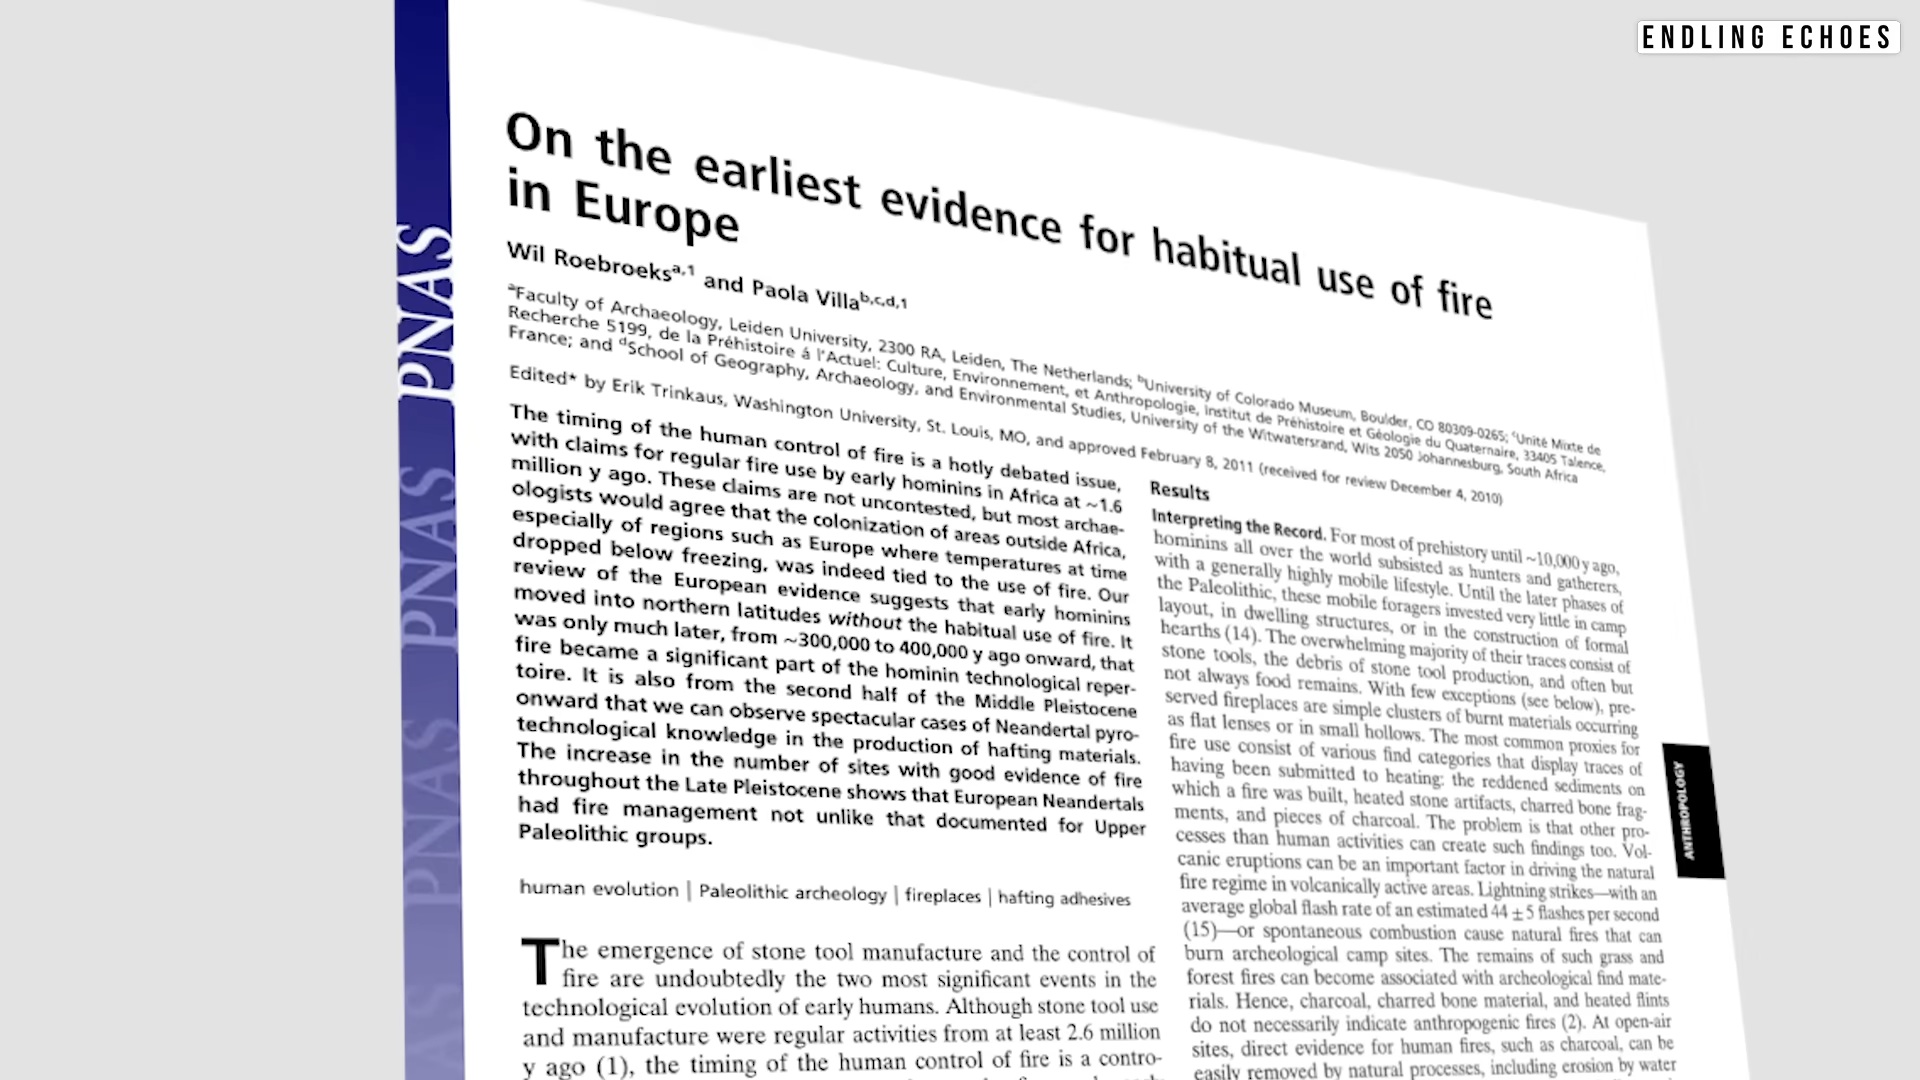 ENDLING ECHOES
PNAS
PNAS
PNAS
On the earliest evidence for habitual use of fire
in Europe
Wil Roebroeksa,1 and Paola Villab,c,d,1
aFaculty of Archaeology, Leiden University, 2300 RA, Leiden, The Netherlands; bUniversity of Colorado Museum, Boulder, CO 80309-0265; cUnité Mixte de
Recherche 5199, de la Préhistoire á l'Actuel: Culture, Environnement, et Anthropologie, Institut de Préhistoire et Géologie du Quaternaire, 33405 Talence,
France; and dSchool of Geography, Archaeology, and Environmental Studies, University of the Witwatersrand, Wits 2050 Johannesburg, South Africa
Edited* by Erik Trinkaus, Washington University, St. Louis, MO, and approved February 8, 2011 (received for review December 4, 2010)
The timing of the human control of fire is a hotly debated issue,
with claims for regular fire use by early hominins in Africa at ~1.6
million y ago. These claims are not uncontested, but most archae-
ologists would agree that the colonization of areas outside Africa,
especially of regions such as Europe where temperatures at time
dropped below freezing, was indeed tied to the use of fire. Our
review of the European evidence suggests that early hominins
moved into northern latitudes without the habitual use of fire. It
was only much later, from ~300,000 to 400,000 y ago onward, that
fire became a significant part of the hominin technological reper-
toire. It is also from the second half of the Middle Pleistocene
onward that we can observe spectacular cases of Neandertal pyro-
technological knowledge in the production of hafting materials.
The increase in the number of sites with good evidence of fire
throughout the Late Pleistocene shows that European Neandertals
had fire management not unlike that documented for Upper
Paleolithic groups.
human evolution | Paleolithic archeology | fireplaces | hafting adhesives
The emergence of stone tool manufacture and the control of
fire are undoubtedly the two most significant events in the
technological evolution of early humans. Although stone tool use
and manufacture were regular activities from at least 2.6 million
y ago (1), the timing of the human control of fire is a contro-
Results
Interpreting the Record. For most of prehistory until ~10,000 y ago,
hominins all over the world subsisted as hunters and gatherers,
with a generally highly mobile lifestyle. Until the later phases of
the Paleolithic, these mobile foragers invested very little in camp
layout, in dwelling structures, or in the construction of formal
hearths (14). The overwhelming majority of their traces consist of
stone tools, the debris of stone tool production, and often but
not always food remains. With few exceptions (see below), pre-
served fireplaces are simple clusters of burnt materials occurring
as flat lenses or in small hollows. The most common proxies for
fire use consist of various find categories that display traces of
having been submitted to heating: the reddened sediments on
which a fire was built, heated stone artifacts, charred bone frag-
ments, and pieces of charcoal. The problem is that other pro-
cesses than human activities can create such findings too. Vol-
canic eruptions can be an important factor in driving the natural
fire regime in volcanically active areas. Lightning strikes—with an
average global flash rate of an estimated 44 ± 5 flashes per second
(15)—or spontaneous combustion cause natural fires that can
burn archeological camp sites. The remains of such grass and
forest fires can become associated with archeological find mate-
rials. Hence, charcoal, charred bone material, and heated flints
do not necessarily indicate anthropogenic fires (2). At open-air
sites, direct evidence for human fires, such as charcoal, can be
easily removed by natural processes, including erosion by water
ANTHROPOLOGY